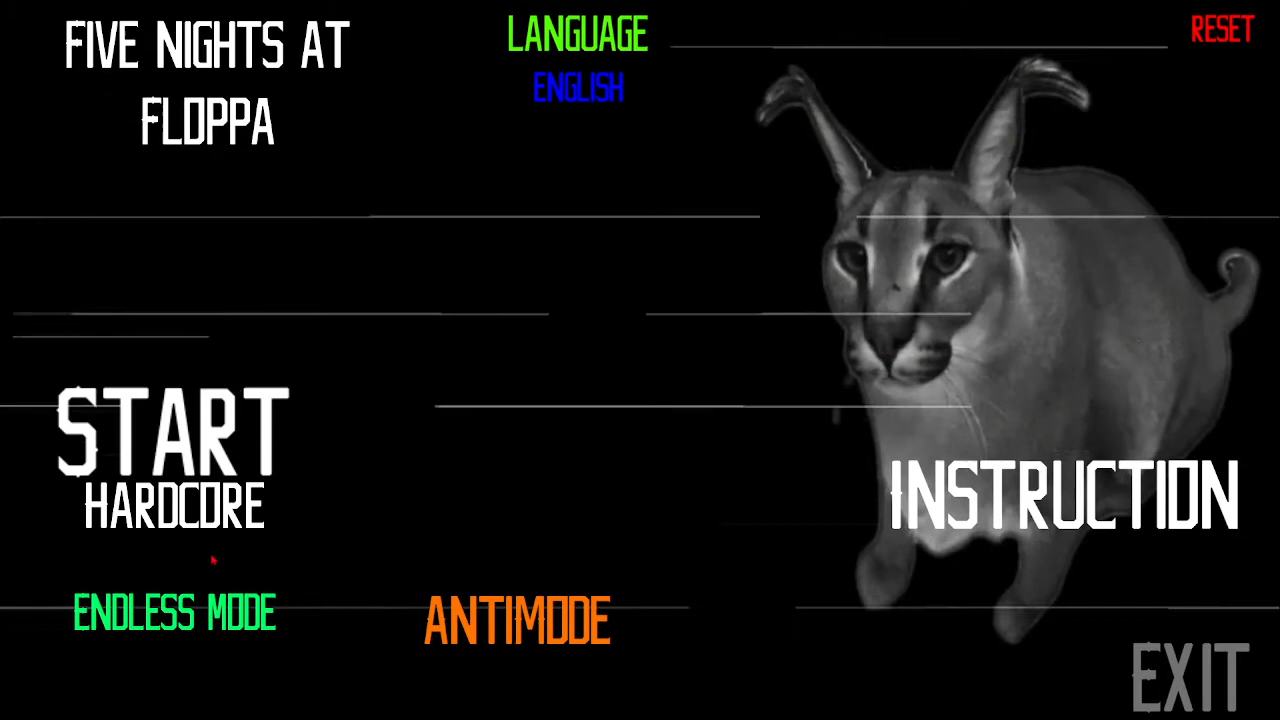 FIVE NIGHTS AT
FLOPPA
LANGUAGE
ENGLISH
RESET
START
HARDCORE
INSTRUCTION
ENDLESS MODE
ANTIMODE
EXIT